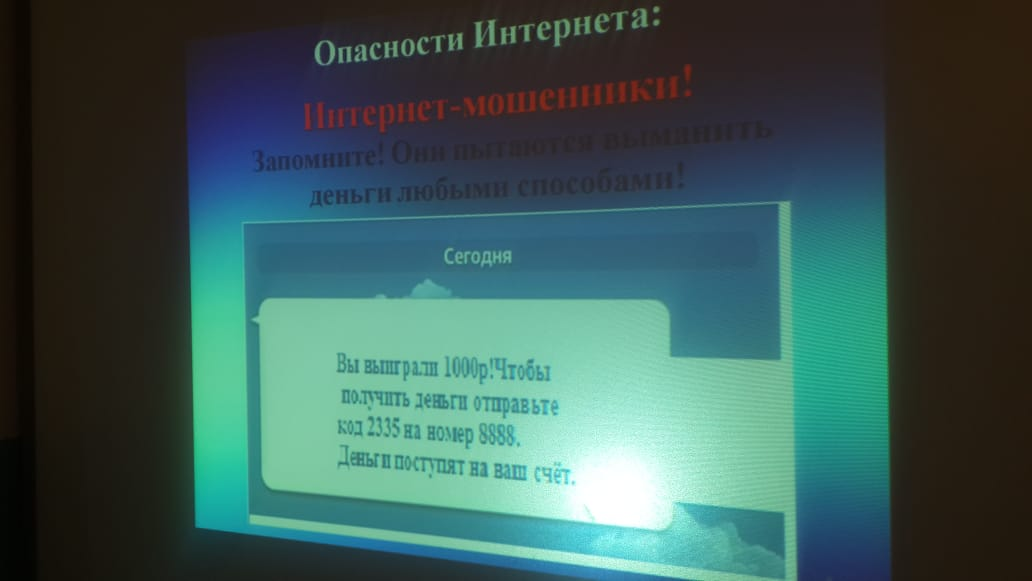 Опасности Интернета:
Интернет-мошенники!
Запомните! Они пытаются выманить
деньги любыми способами!
Сегодня
Вы выиграли 1000р!Чтобы
получить деньги отправьте
код 2335 на номер 8888.
Деньги поступят на ваш счёт.